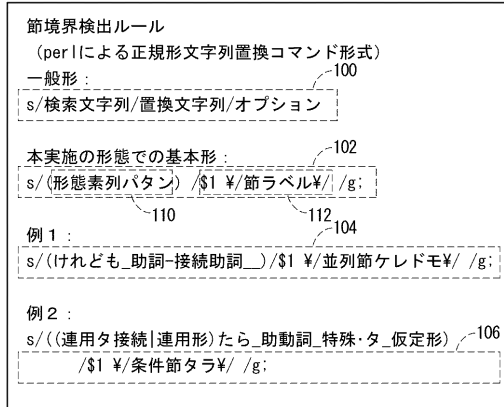 節境界検出ルール
(perlによる正規形文字列置換コマンド形式)
一般形：
100
s/検索文字列/置換文字列/オプション
本実施の形態での基本形：
102
s/(形態素列パタン) /$1 ¥/節ラベル¥/ /g;
110
112
例１：
104
s/(けれども_助詞-接続助詞__)/$1 ¥/並列節ケレドモ¥/ /g;
例２：
s/((連用タ接続|連用形)たら_助動詞_特殊・タ_仮定形)
106
/$1 ¥/条件節タラ¥/ /g;